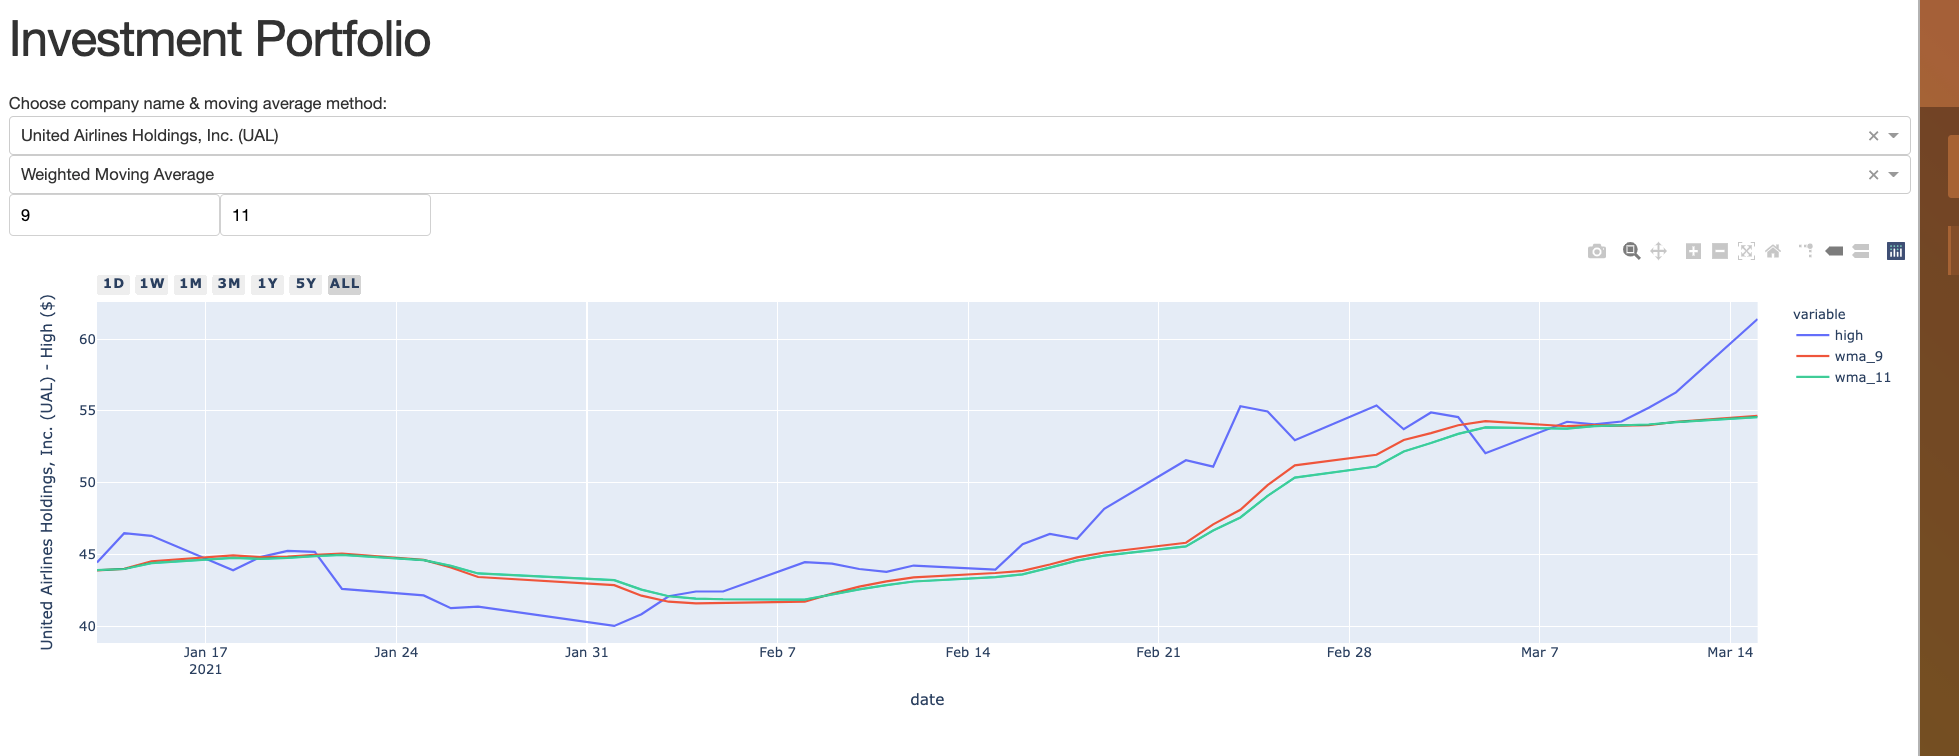 Investment Portfolio
Choose company name & moving average method:
United Airlines Holdings, Inc. (UAL)
Weighted Moving Average
9 11
1D 1W 1M 3M 1Y 5Y ALL
United Airlines Holdings, Inc. (UAL) - High ($)
60
55
50
45
40
Jan 17 Jan 24 Jan 31 Feb 7 Feb 14 Feb 21 Feb 28 Mar 7 Mar 14
2021
date
variable
high
wma_9
wma_11